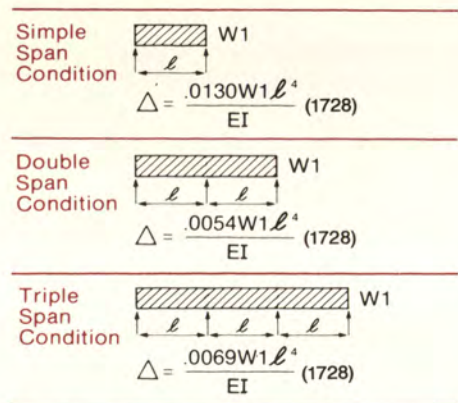 Simple
Span
Condition
W1
ℓ
Δ = .0130W1ℓ⁴ / EI (1728)
Double
Span
Condition
W1
ℓ ℓ
Δ = .0054W1ℓ⁴ / EI (1728)
Triple
Span
Condition
W1
ℓ ℓ ℓ
Δ = .0069W1ℓ⁴ / EI (1728)